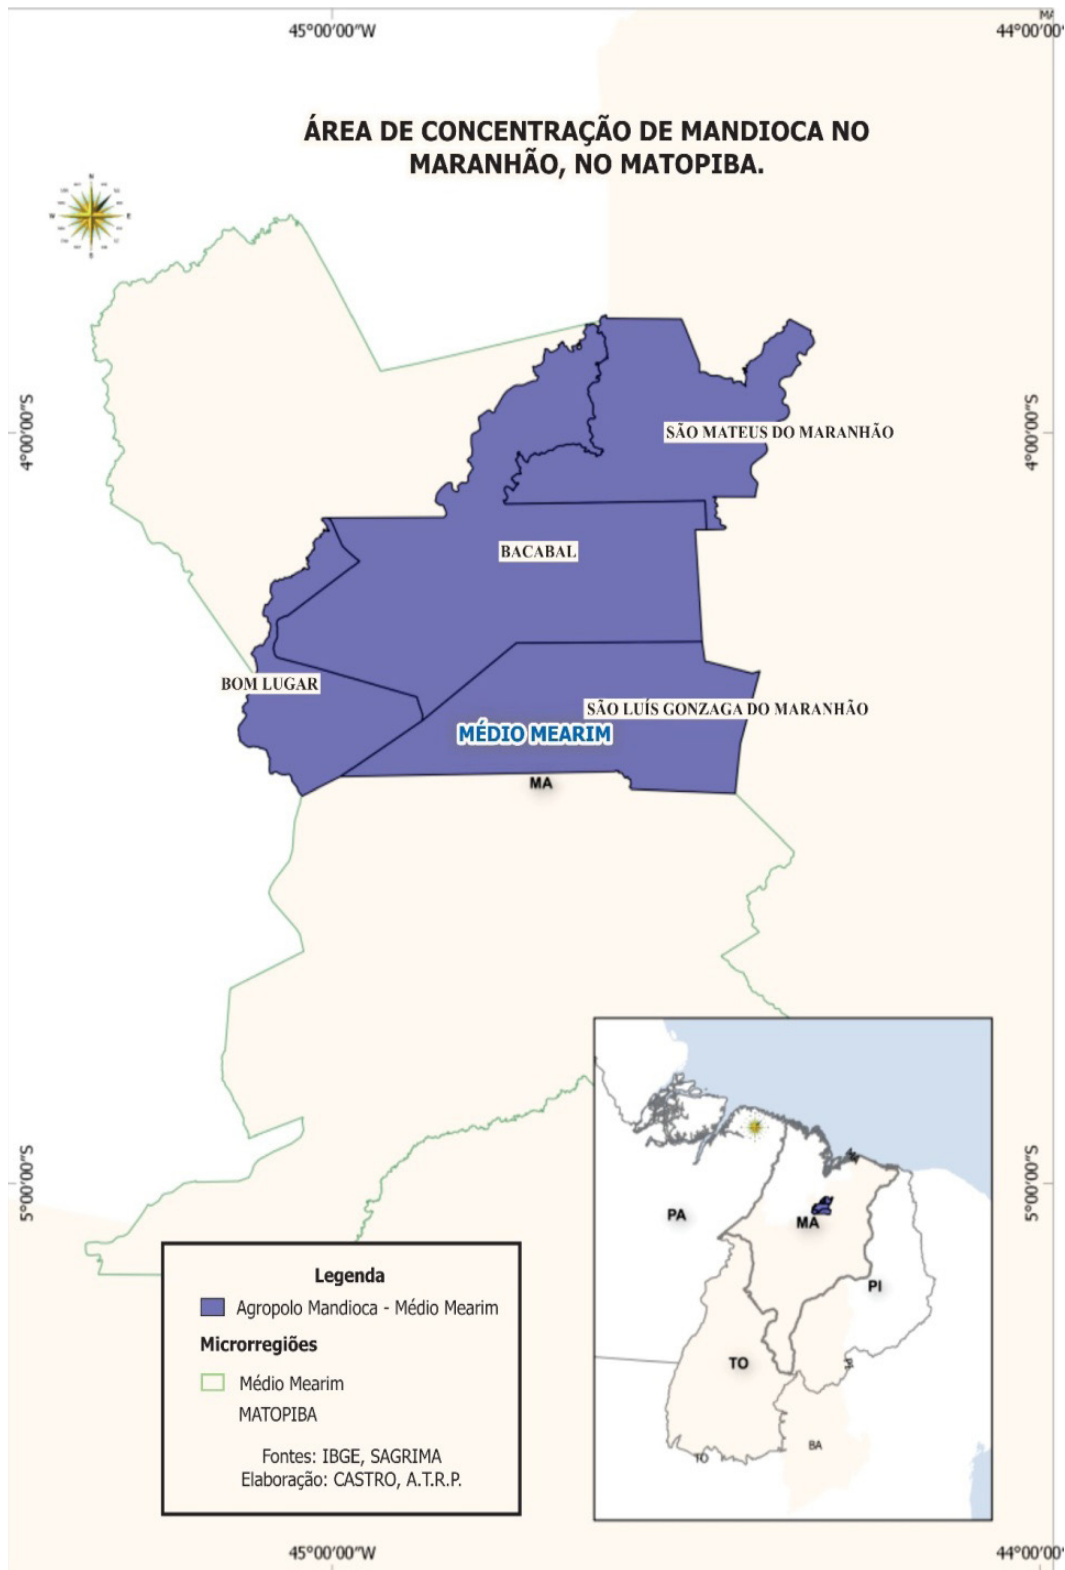 MA
45°00'00"W
44°00'00'
ÁREA DE CONCENTRAÇÃO DE MANDIOCA NO
MARANHÃO, NO MATOPIBA.
N
W
E
S
4°00'00"S
4°00'00"S
SÃO MATEUS DO MARANHÃO
BACABAL
BOM LUGAR
SÃO LUÍS GONZAGA DO MARANHÃO
MÉDIO MEARIM
MA
5°00'00"S
5°00'00"S
PA
MA
PI
TO
PI
TO
BA
Legenda
Agropolo Mandioca - Médio Mearim
Microrregiões
Médio Mearim
MATOPIBA
Fontes: IBGE, SAGRIMA
Elaboração: CASTRO, A.T.R.P.
45°00'00"W
44°00'00'